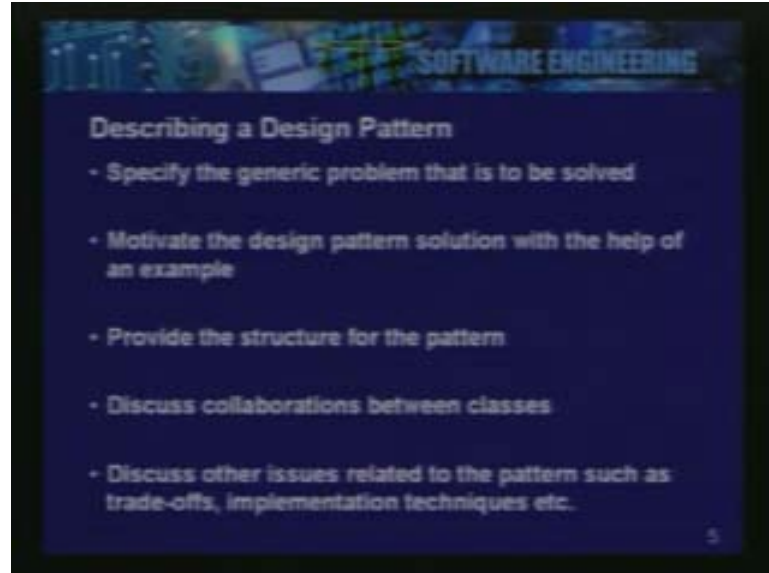 SOFTWARE ENGINEERING
Describing a Design Pattern
• Specify the generic problem that is to be solved
• Motivate the design pattern solution with the help of
an example
• Provide the structure for the pattern
• Discuss collaborations between classes
• Discuss other issues related to the pattern such as
trade-offs, implementation techniques etc.
5